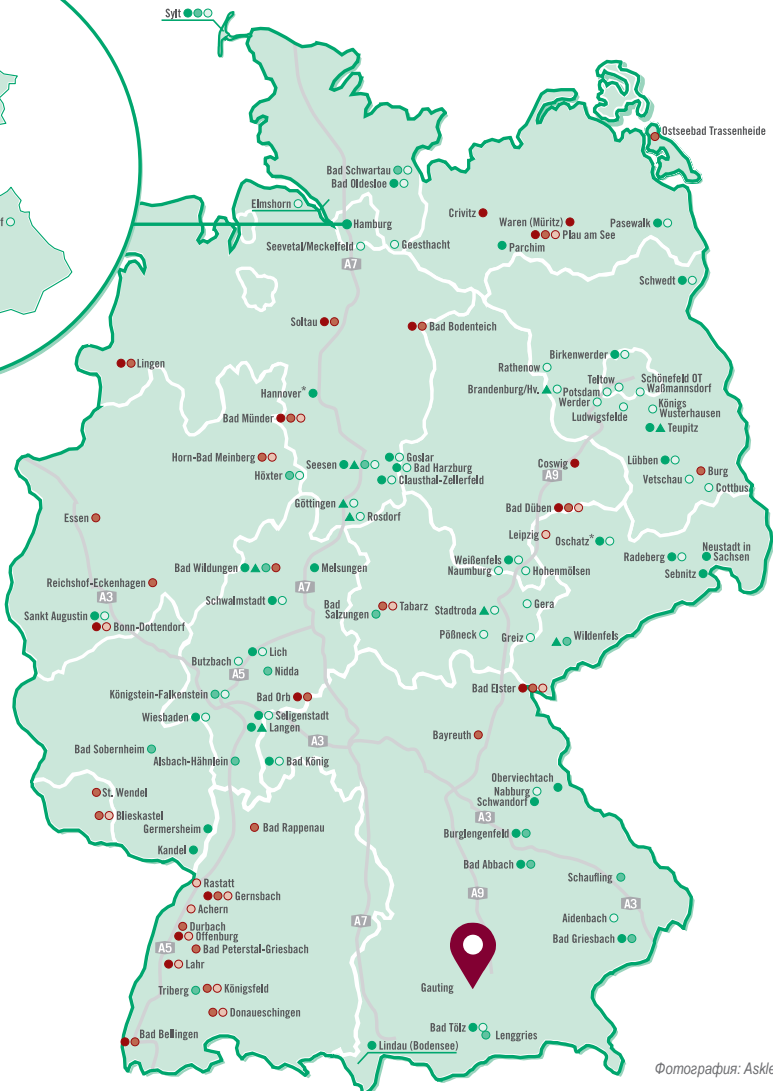 Sylt
Ostseebad Trassenheide
Bad Schwartau
Bad Oldesloe
Elmshorn
Crivitz
Hamburg
Waren (Müritz)
Pasewalk
Plau am See
Seevetal/Meckelfeld
Geesthacht
Parchim
A7
Schwedt
Soltau
Bad Bodenteich
Birkenwerder
Lingen
Rathenow
Teltow
Schönefeld OT
Waßmannsdorf
Hannover*
Brandenburg/Hv.
Potsdam
Werder
Königs
Wusterhausen
Ludwigsfelde
Bad Münder
Teupitz
Horn-Bad Meinberg
Seesen
Goslar
Bad Harzburg
Coswig
Lübben
Burg
Höxter
Clausthal-Zellerfeld
A9
Vetschau
Cottbus
Göttingen
Bad Düben
Essen
Rosdorf
Leipzig
Oschatz*
Neustadt in
Sachsen
Bad Wildungen
Melsungen
Weißenfels
Radeberg
Naumburg
Hohenmölsen
Sebnitz
Reichshof-Eckenhagen
A7
A3
Schwalmstadt
Bad
Salzungen
Tabarz
Stadtroda
Gera
Sankt Augustin
Bonn-Dottendorf
Pößneck
Greiz
Wildenfels
Lich
Butzbach
A5
Nidda
Königstein-Falkenstein
Bad Orb
Bad Elster
Wiesbaden
Seligenstadt
Langen
Bayreuth
A3
Bad Sobernheim
Alsbach-Hähnlein
Bad König
Oberviechtach
St. Wendel
Nabburg
Schwandorf
Blieskastel
A3
Germersheim
Bad Rappenau
Burglengenfeld
Kandel
Bad Abbach
Schaufling
Rastatt
Gernsbach
A9
A3
Achern
Aidenbach
A7
Durbach
Offenburg
Bad Griesbach
A5
Bad Peterstal-Griesbach
Lahr
Triberg
Königsfeld
Gauting
Donaueschingen
Bad Tölz
Lenggries
Bad Bellingen
Lindau (Bodensee)